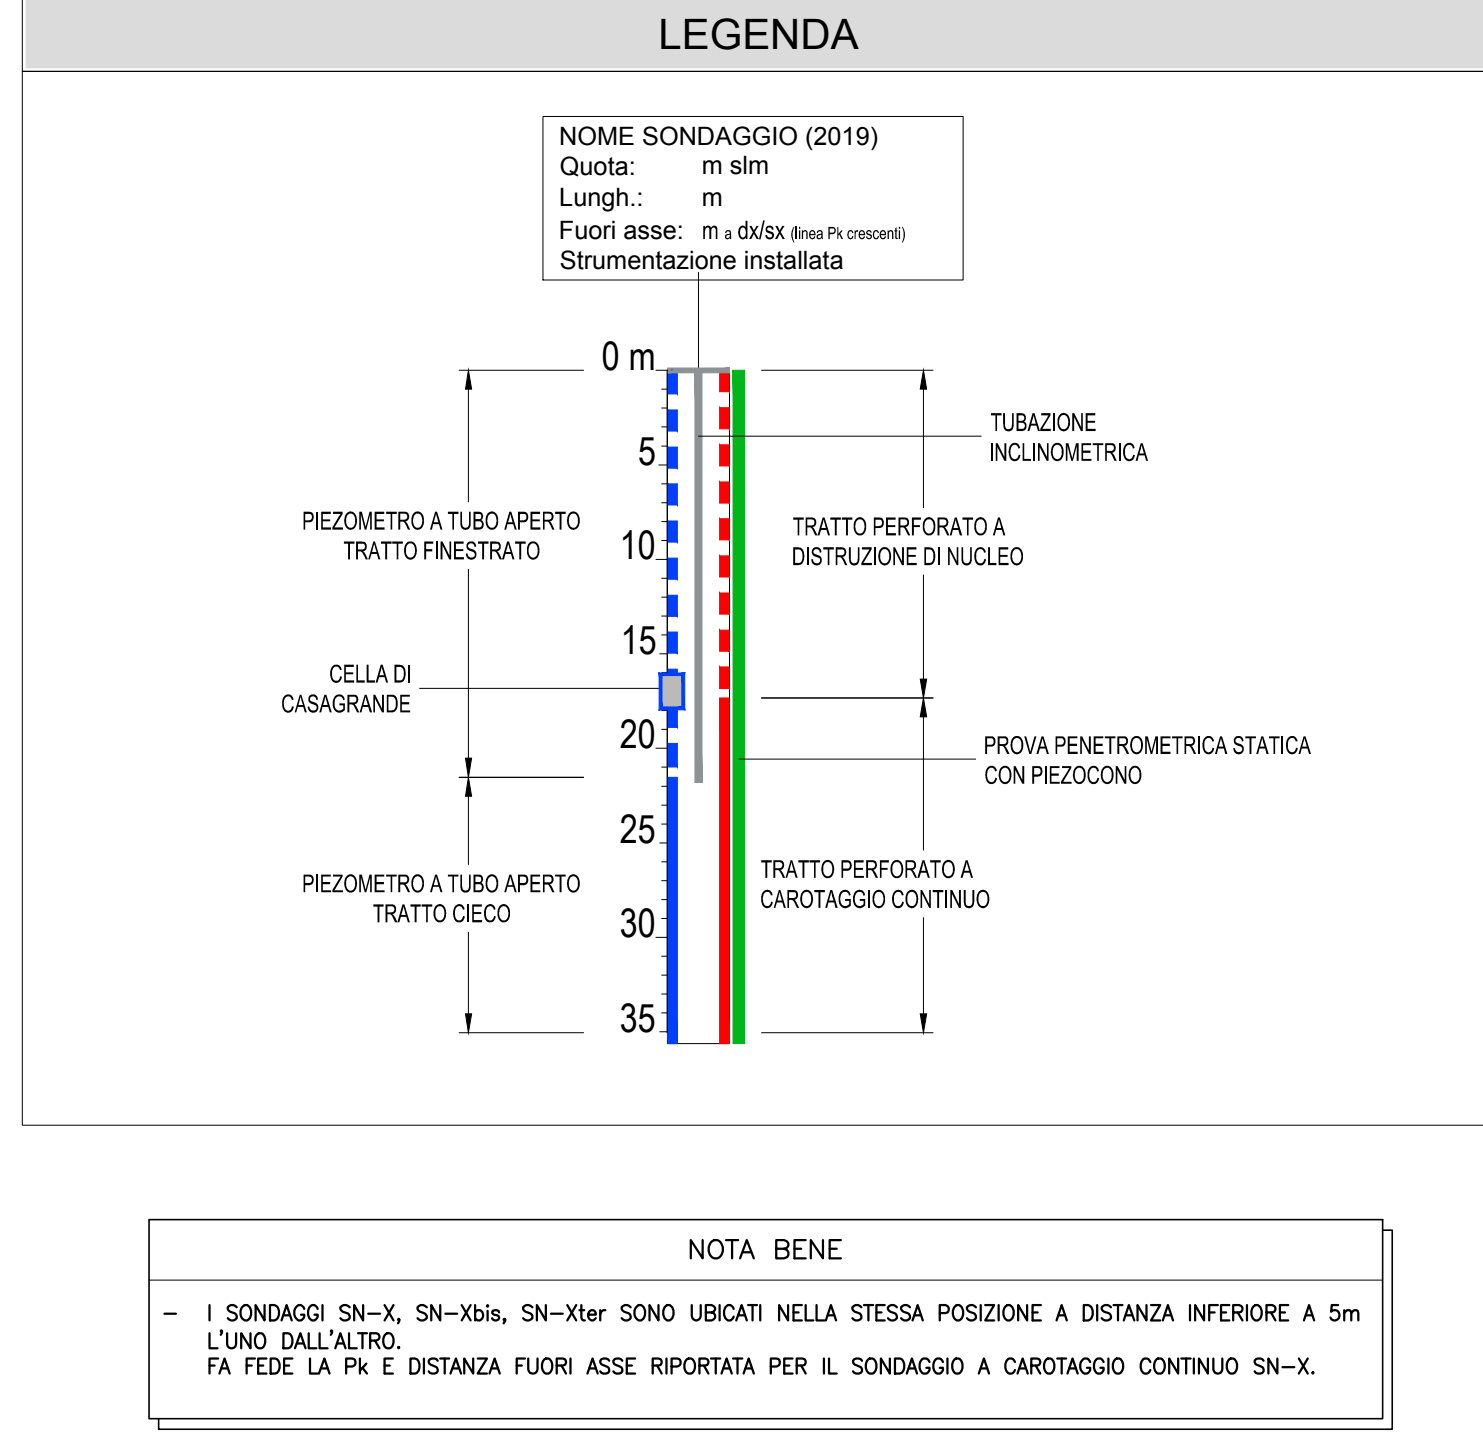 LEGENDA
NOME SONDAGGIO (2019)
Quota: m slm
Lungh.: m
Fuori asse: m a dx/sx (linea Pk crescenti)
Strumentazione installata
0 m
5
10
15
20
25
30
35
PIEZOMETRO A TUBO APERTO
TRATTO FINESTRATO
CELLA DI
CASAGRANDE
PIEZOMETRO A TUBO APERTO
TRATTO CIECO
TUBAZIONE
INCLINOMETRICA
TRATTO PERFORATO A
DISTRUZIONE DI NUCLEO
PROVA PENETROMETRICA STATICA
CON PIEZOCONO
TRATTO PERFORATO A
CAROTAGGIO CONTINUO
NOTA BENE
– I SONDAGGI SN–X, SN–Xbis, SN–Xter SONO UBICATI NELLA STESSA POSIZIONE A DISTANZA INFERIORE A 5m
L'UNO DALL'ALTRO.
FA FEDE LA Pk E DISTANZA FUORI ASSE RIPORTATA PER IL SONDAGGIO A CAROTAGGIO CONTINUO SN–X.